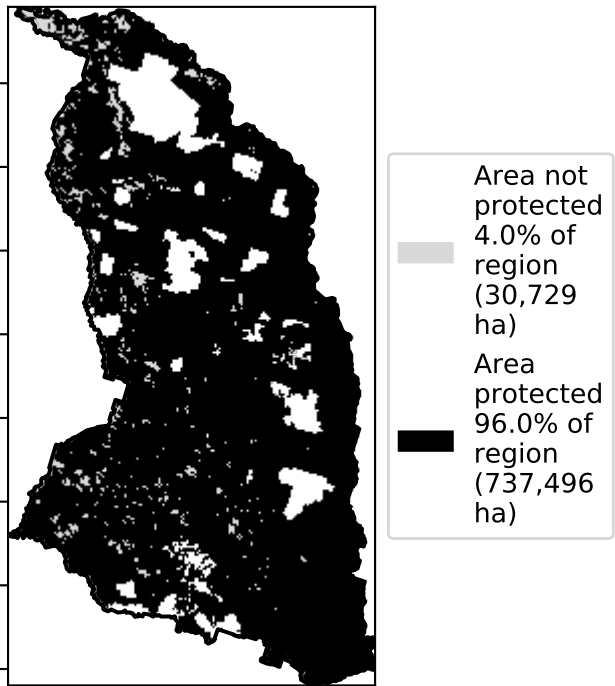 Area not
protected
4.0% of
region
(30,729
ha)
Area
protected
96.0% of
region
(737,496
ha)